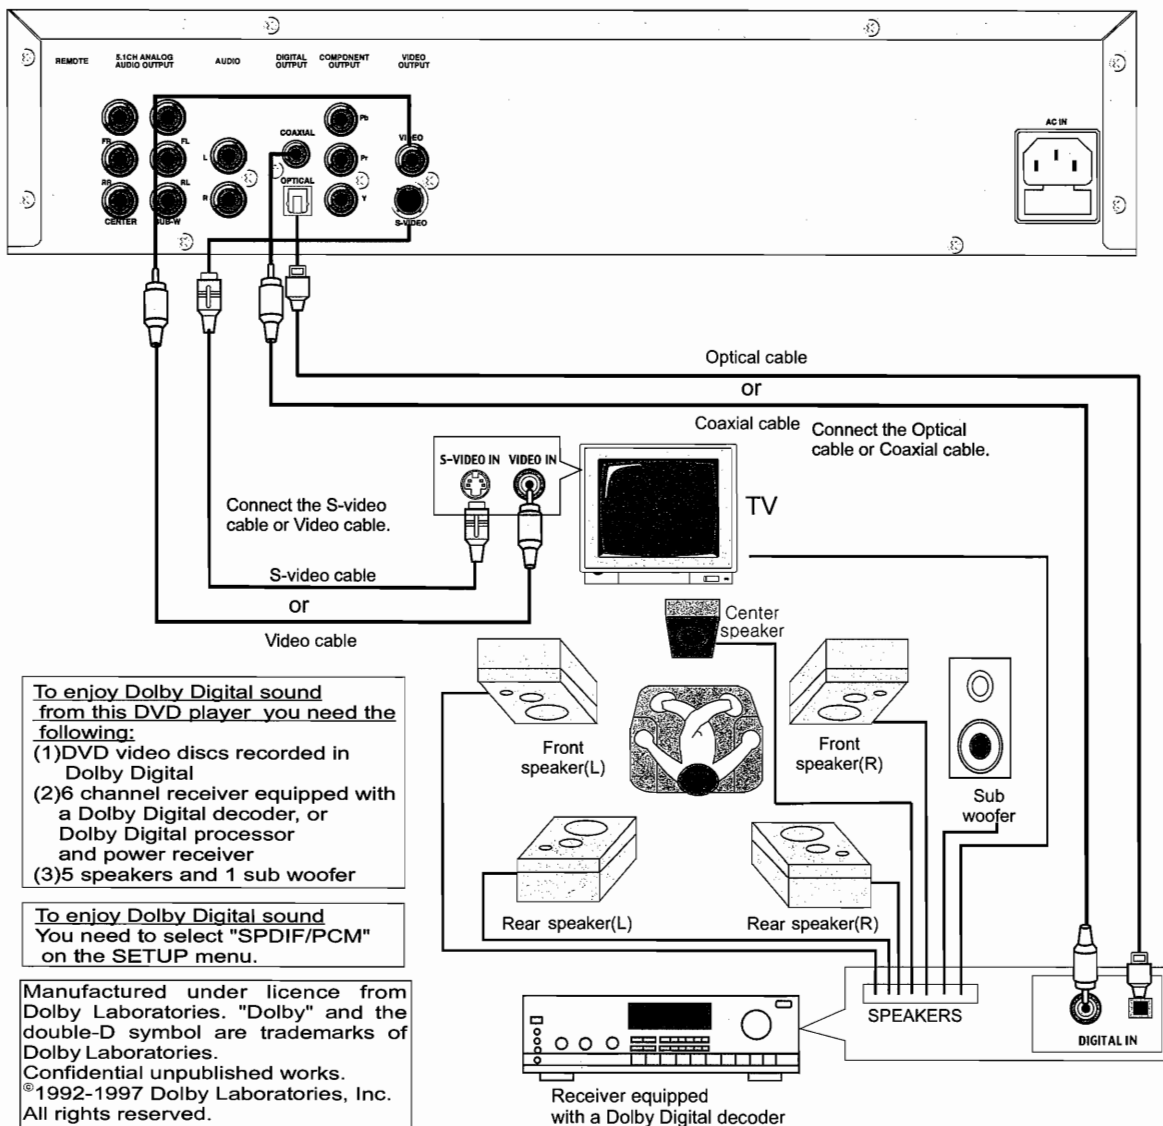 REMOTE
5.1CH ANALOG
AUDIO OUTPUT
AUDIO
DIGITAL
OUTPUT
COMPONENT
OUTPUT
VIDEO
OUTPUT
FR
FL
RR
RL
CENTER
SUB-W
L
R
COAXIAL
OPTICAL
Pb
Pr
Y
VIDEO
S-VIDEO
AC IN
Optical cable
or
Coaxial cable
Connect the Optical
cable or Coaxial cable.
S-VIDEO IN VIDEO IN
TV
Connect the S-video
cable or Video cable.
S-video cable
or
Video cable
Center
speaker
Front
speaker(L)
Front
speaker(R)
Sub
woofer
Rear speaker(L)
Rear speaker(R)
To enjoy Dolby Digital sound
from this DVD player you need the
following:
(1)DVD video discs recorded in
Dolby Digital
(2)6 channel receiver equipped with
a Dolby Digital decoder, or
Dolby Digital processor
and power receiver
(3)5 speakers and 1 sub woofer
To enjoy Dolby Digital sound
You need to select "SPDIF/PCM"
on the SETUP menu.
Manufactured under licence from
Dolby Laboratories. "Dolby" and the
double-D symbol are trademarks of
Dolby Laboratories.
Confidential unpublished works.
©1992-1997 Dolby Laboratories, Inc.
All rights reserved.
SPEAKERS
DIGITAL IN
Receiver equipped
with a Dolby Digital decoder